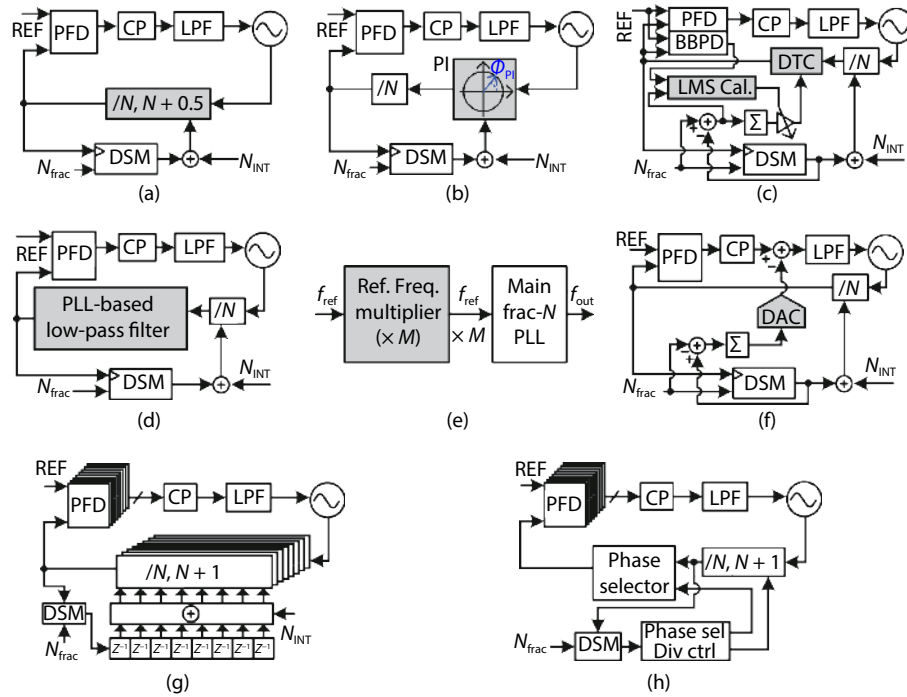 REF
PFD
CP
LPF
/N, N + 0.5
N_frac
DSM
N_INT
(a)
REF
PFD
CP
LPF
PI
Φ_PI
/N
N_frac
DSM
N_INT
(b)
REF
PFD
BBPD
CP
LPF
DTC
/N
LMS Cal.
Σ
+
−
N_frac
DSM
N_INT
(c)
REF
PFD
CP
LPF
PLL-based
low-pass filter
/N
N_frac
DSM
N_INT
(d)
f_ref
Ref. Freq.
multiplier
(× M)
f_ref
× M
Main
frac-N
PLL
f_out
(e)
REF
PFD
CP
+
−
LPF
/N
DAC
Σ
−
+
N_frac
DSM
N_INT
(f)
REF
PFD
CP
LPF
/N, N + 1
DSM
N_frac
N_INT
Z⁻¹ Z⁻¹ Z⁻¹ Z⁻¹ Z⁻¹ Z⁻¹ Z⁻¹ Z⁻¹
(g)
REF
PFD
CP
LPF
Phase
selector
/N, N + 1
N_frac
DSM
Phase sel
Div ctrl
(h)